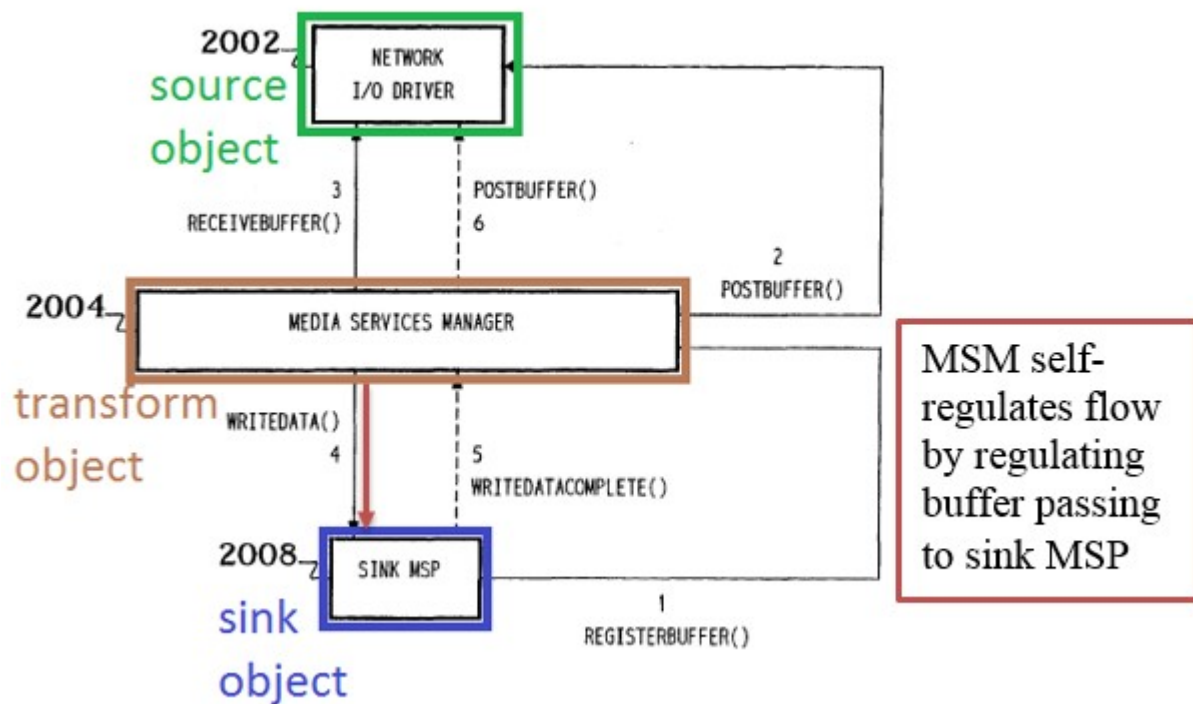 2002
source
object
NETWORK
I/O DRIVER
3
RECEIVEBUFFER()
POSTBUFFER()
6
2
POSTBUFFER()
2004
MEDIA SERVICES MANAGER
transform
object
WRITEDATA()
4
5
WRITEDATACOMPLETE()
MSM self-
regulates flow
by regulating
buffer passing
to sink MSP
2008
sink
object
SINK MSP
1
REGISTERBUFFER()